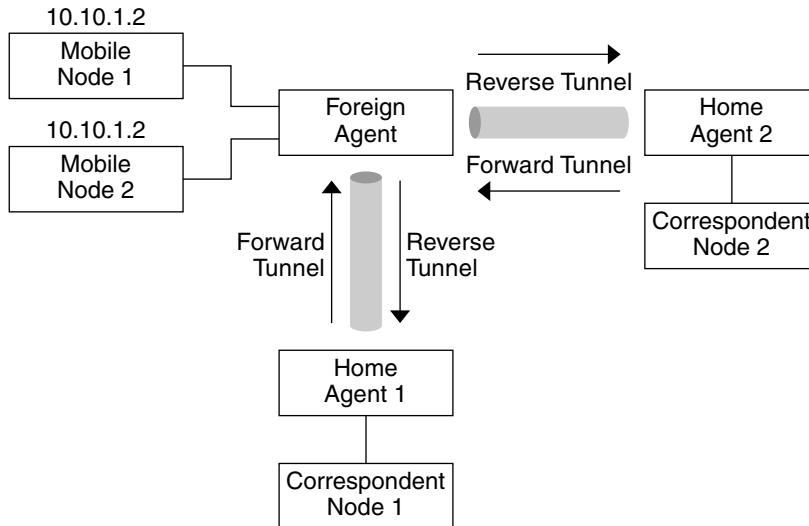 10.10.1.2
Mobile
Node 1
10.10.1.2
Mobile
Node 2
Foreign
Agent
Reverse Tunnel
Forward Tunnel
Home
Agent 2
Correspondent
Node 2
Forward
Tunnel
Reverse
Tunnel
Home
Agent 1
Correspondent
Node 1